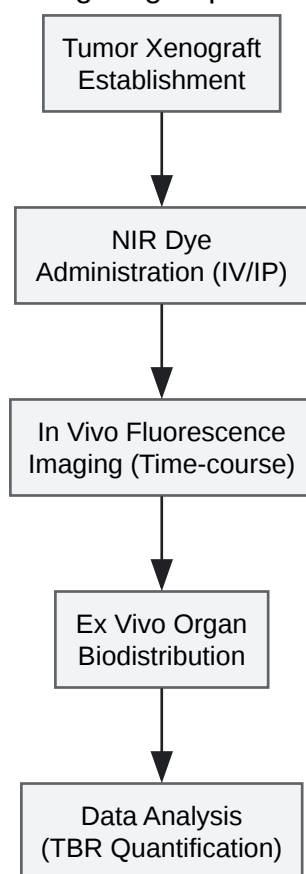 Tumor Xenograft
Establishment
NIR Dye
Administration (IV/IP)
In Vivo Fluorescence
Imaging (Time-course)
Ex Vivo Organ
Biodistribution
Data Analysis
(TBR Quantification)